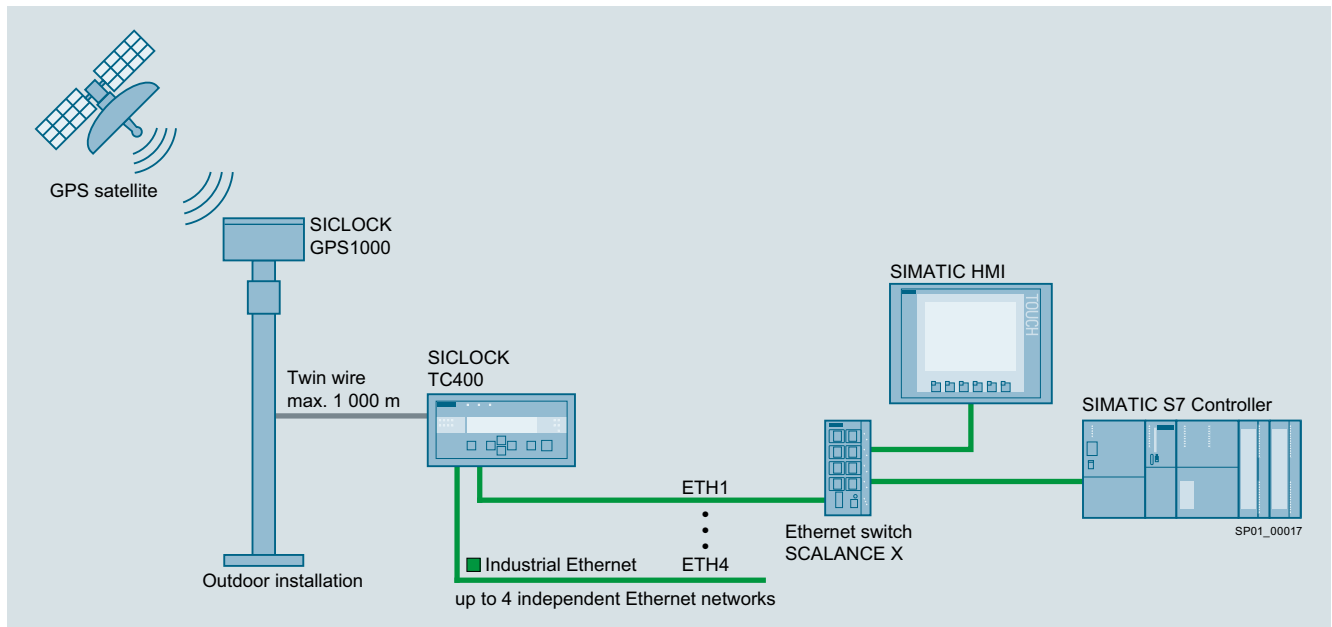 GPS satellite
SICLOCK
GPS1000
SIMATIC HMI
TOUCH
SICLOCK
TC400
Twin wire
max. 1 000 m
SIMATIC S7 Controller
ETH1
SP01_00017
Ethernet switch
SCALANCE X
Industrial Ethernet
ETH4
Outdoor installation
up to 4 independent Ethernet networks